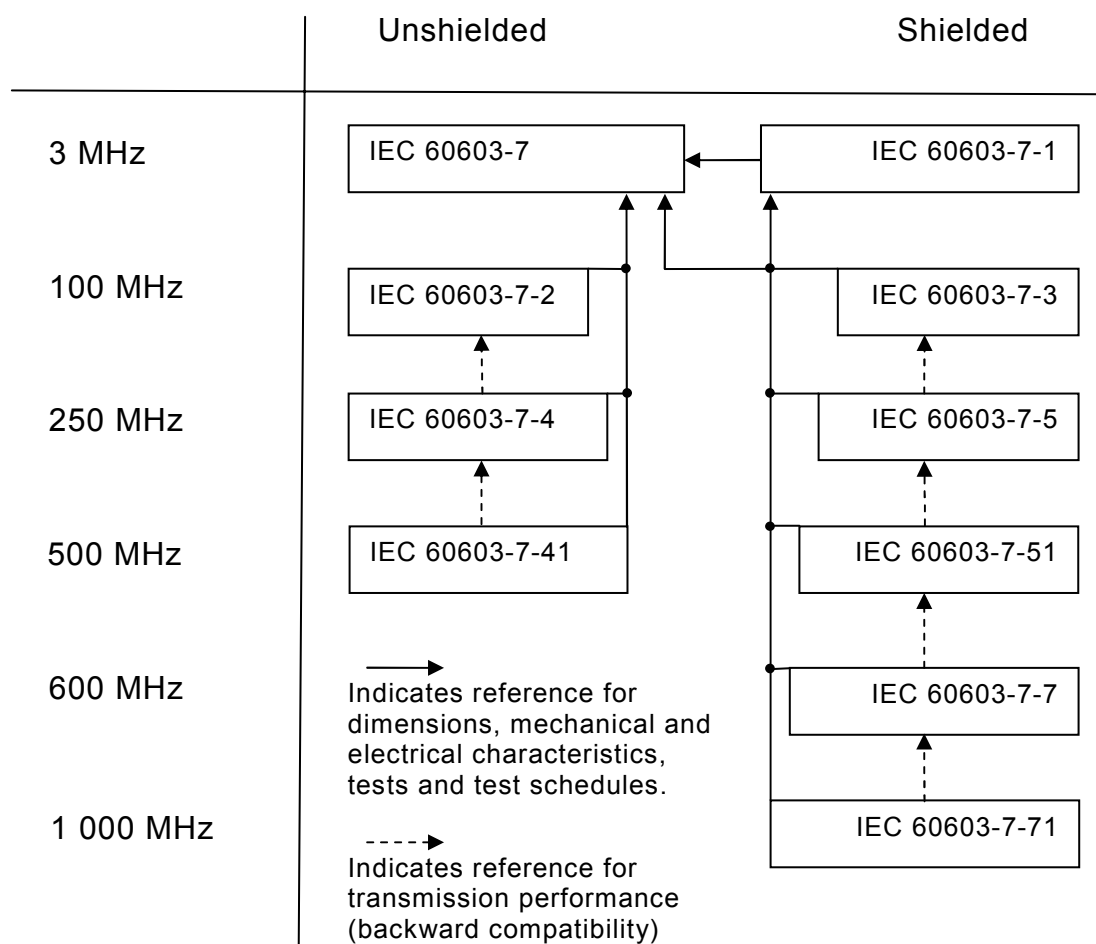 Unshielded Shielded
3 MHz IEC 60603-7 IEC 60603-7-1
100 MHz IEC 60603-7-2 IEC 60603-7-3
250 MHz IEC 60603-7-4 IEC 60603-7-5
500 MHz IEC 60603-7-41 IEC 60603-7-51
600 MHz IEC 60603-7-7
Indicates reference for
dimensions, mechanical and
electrical characteristics,
tests and test schedules.
1 000 MHz IEC 60603-7-71
Indicates reference for
transmission performance
(backward compatibility)